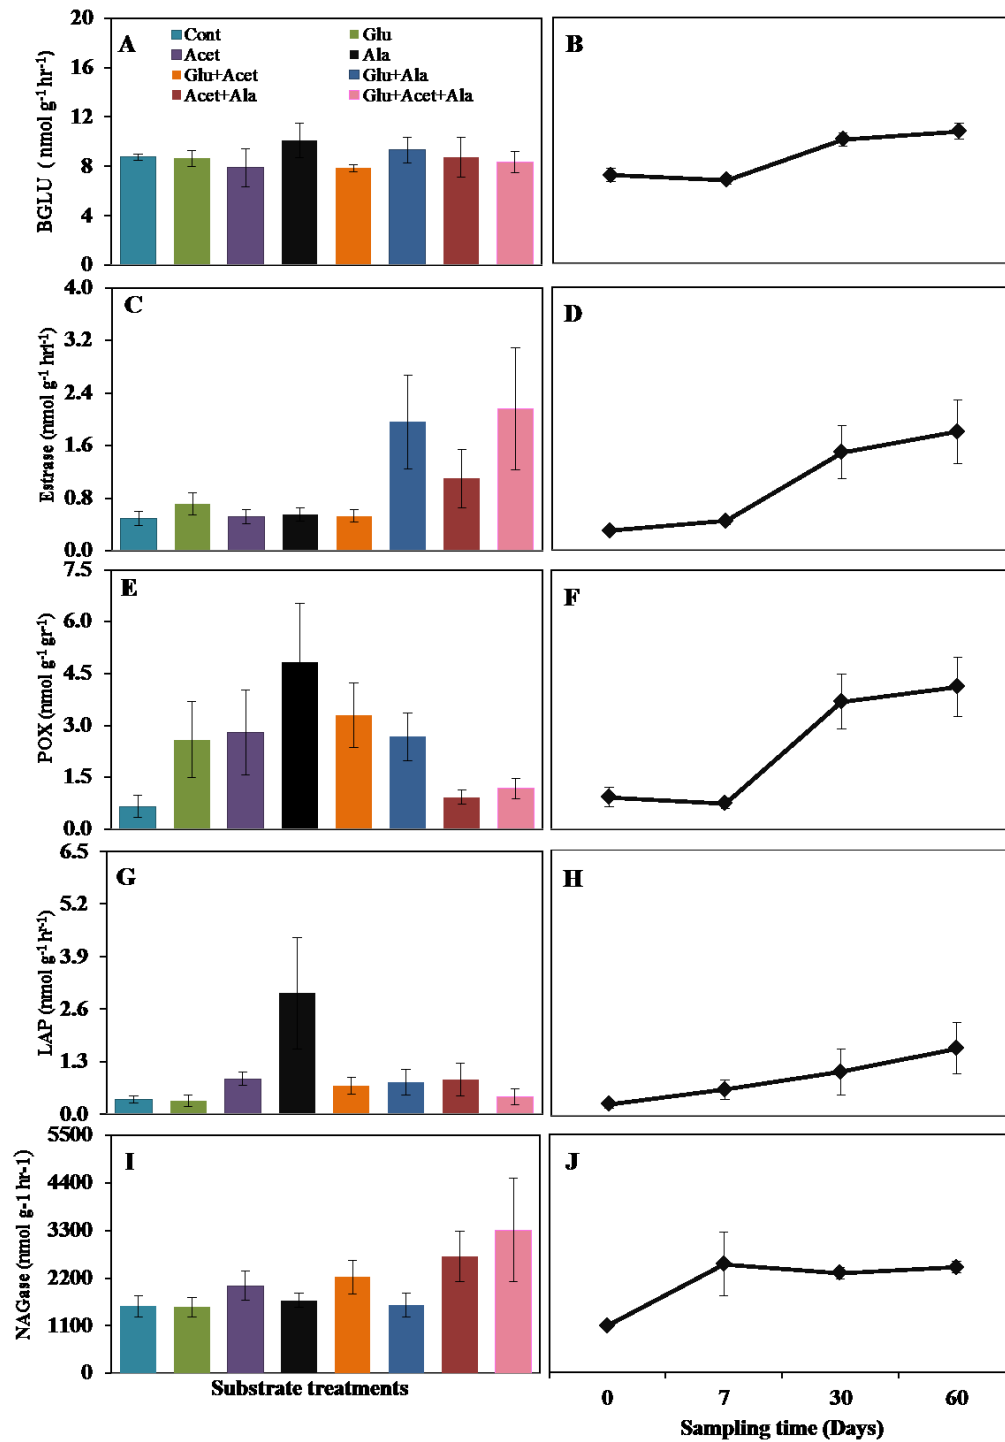 BGLU ( nmol g-1 hr-1)
20
16
12
8
4
0
A
Cont
Glu
Acet
Ala
Glu+Acet
Glu+Ala
Acet+Ala
Glu+Acet+Ala
B
Estrase (nmol g-1 hrl-1)
4.0
3.2
2.4
1.6
0.8
0.0
C
D
POX (nmol g-1 gr-1)
7.5
6.0
4.5
3.0
1.5
0.0
E
F
LAP (nmol g-1 hr-1)
6.5
5.2
3.9
2.6
1.3
0.0
G
H
NAGase (nmol g-1 hr-1)
5500
4400
3300
2200
1100
0
I
J
0 7 30 60
Substrate treatments
Sampling time (Days)